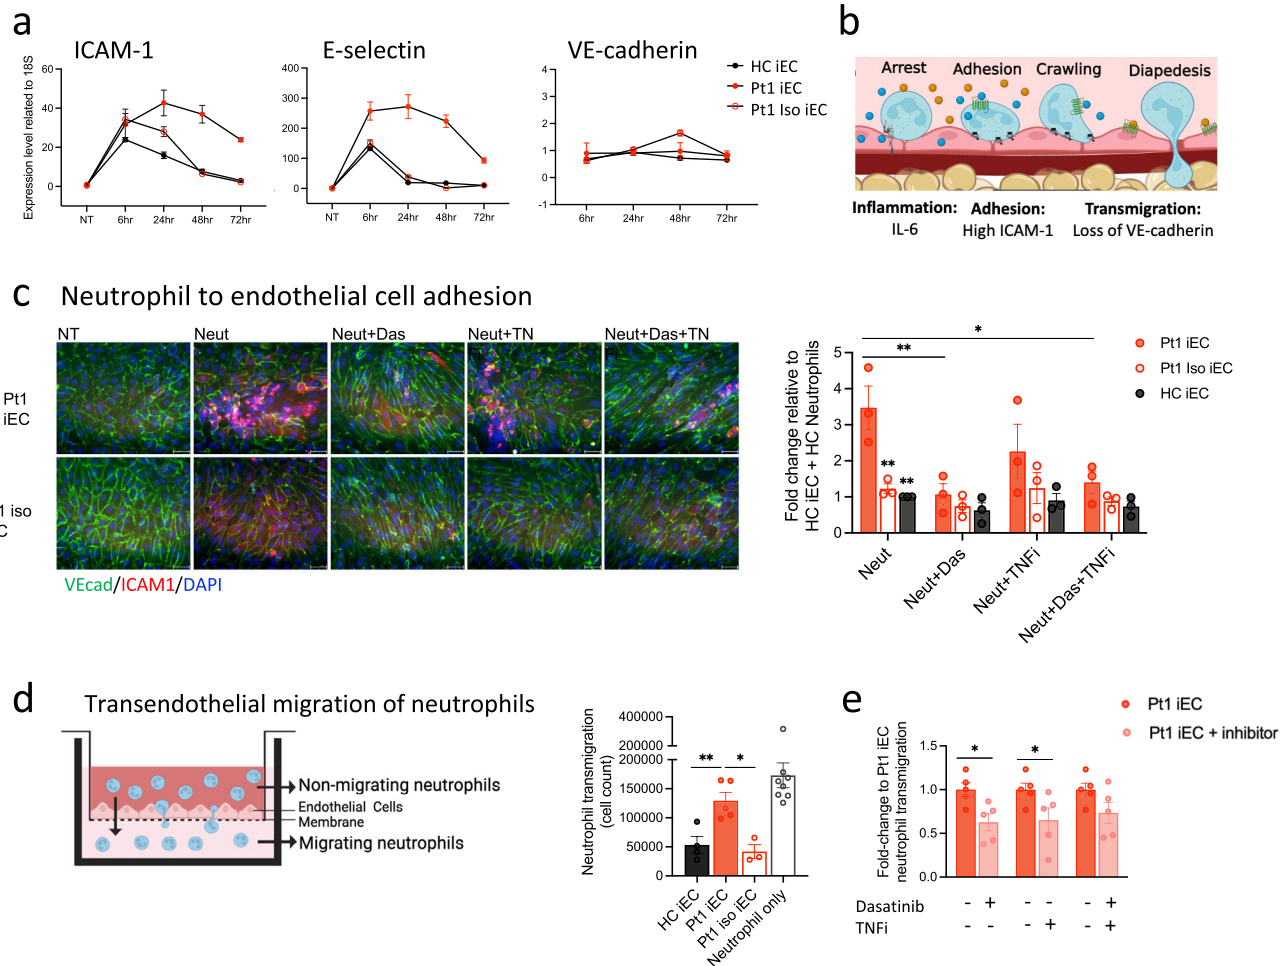 a
ICAM-1
E-selectin
VE-cadherin
HC iEC
Pt1 iEC
Pt1 Iso iEC
Expression level related to 18S
60
40
20
0
NT
6hr
24hr
48hr
72hr
400
300
200
100
0
NT
6hr
24hr
48hr
72hr
4
3
2
1
0
-1
6hr
24hr
48hr
72hr
b
Arrest
Adhesion
Crawling
Diapedesis
Inflammation:
IL-6
Adhesion:
High ICAM-1
Transmigration:
Loss of VE-cadherin
c
Neutrophil to endothelial cell adhesion
NT
Neut
Neut+Das
Neut+TN
Neut+Das+TN
Pt1
iEC
1 iso
C
VEcad/ICAM1/DAPI
Fold change relative to
HC iEC + HC Neutrophils
5
4
3
2
1
0
*
**
**
**
Neut
Neut+Das
Neut+TNFi
Neut+Das+TNFi
Pt1 iEC
Pt1 Iso iEC
HC iEC
d
Transendothelial migration of neutrophils
Non-migrating neutrophils
Endothelial Cells
Membrane
Migrating neutrophils
Neutrophil transmigration
(cell count)
400000
200000
200000
150000
100000
50000
0
**
*
HC iEC
Pt1 iEC
Pt1 iso iEC
Neutrophil only
e
Pt1 iEC
Pt1 iEC + inhibitor
Fold-change to Pt1 iEC
neutrophil transmigration
1.5
1.0
0.5
0.0
*
*
Dasatinib - + - - - +
TNFi - - - + - +